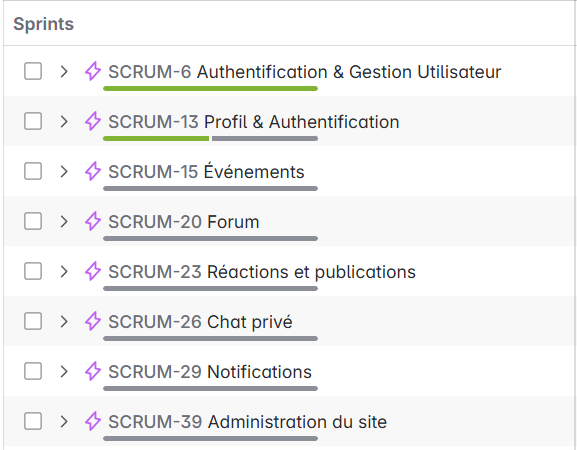 Sprints
SCRUM-6 Authentification & Gestion Utilisateur
SCRUM-13 Profil & Authentification
SCRUM-15 Événements
SCRUM-20 Forum
SCRUM-23 Réactions et publications
SCRUM-26 Chat privé
SCRUM-29 Notifications
SCRUM-39 Administration du site